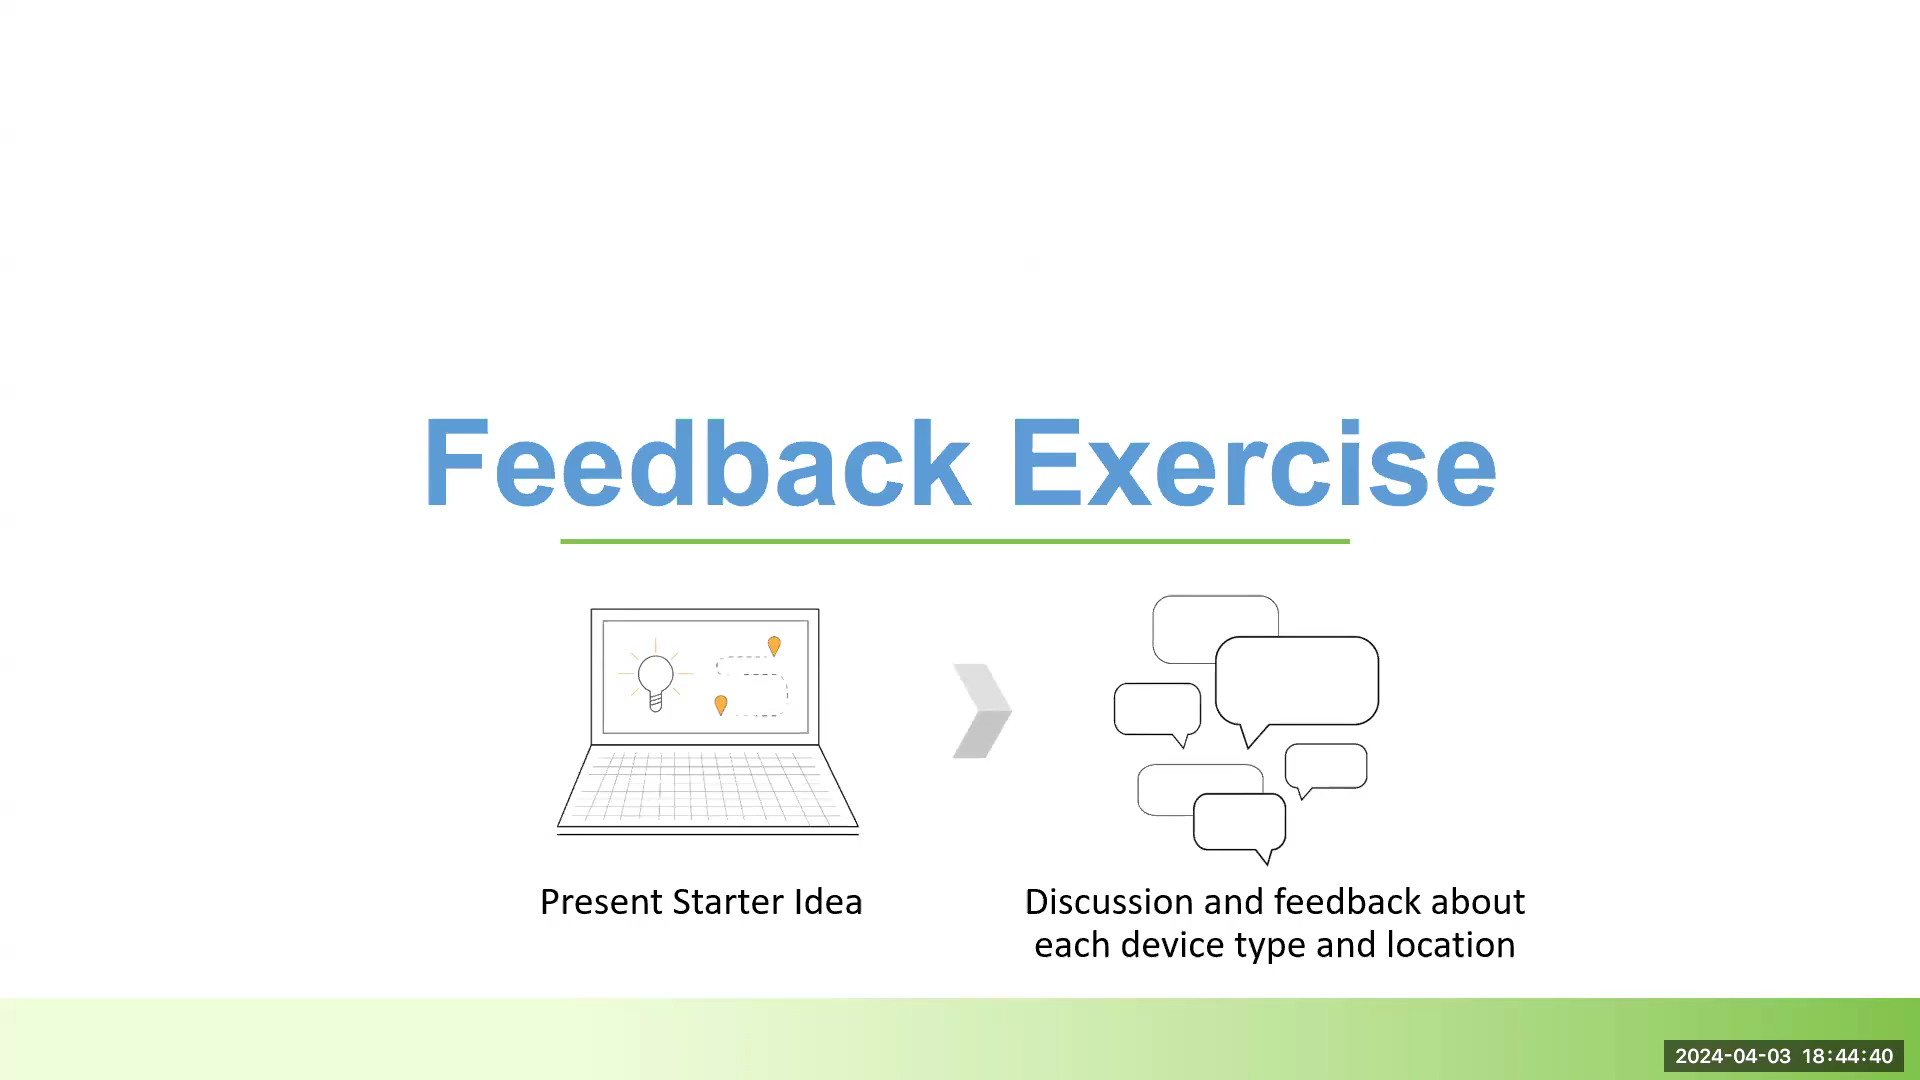 Feedback Exercise
Present Starter Idea
Discussion and feedback about
each device type and location
2024-04-03 18:44:40